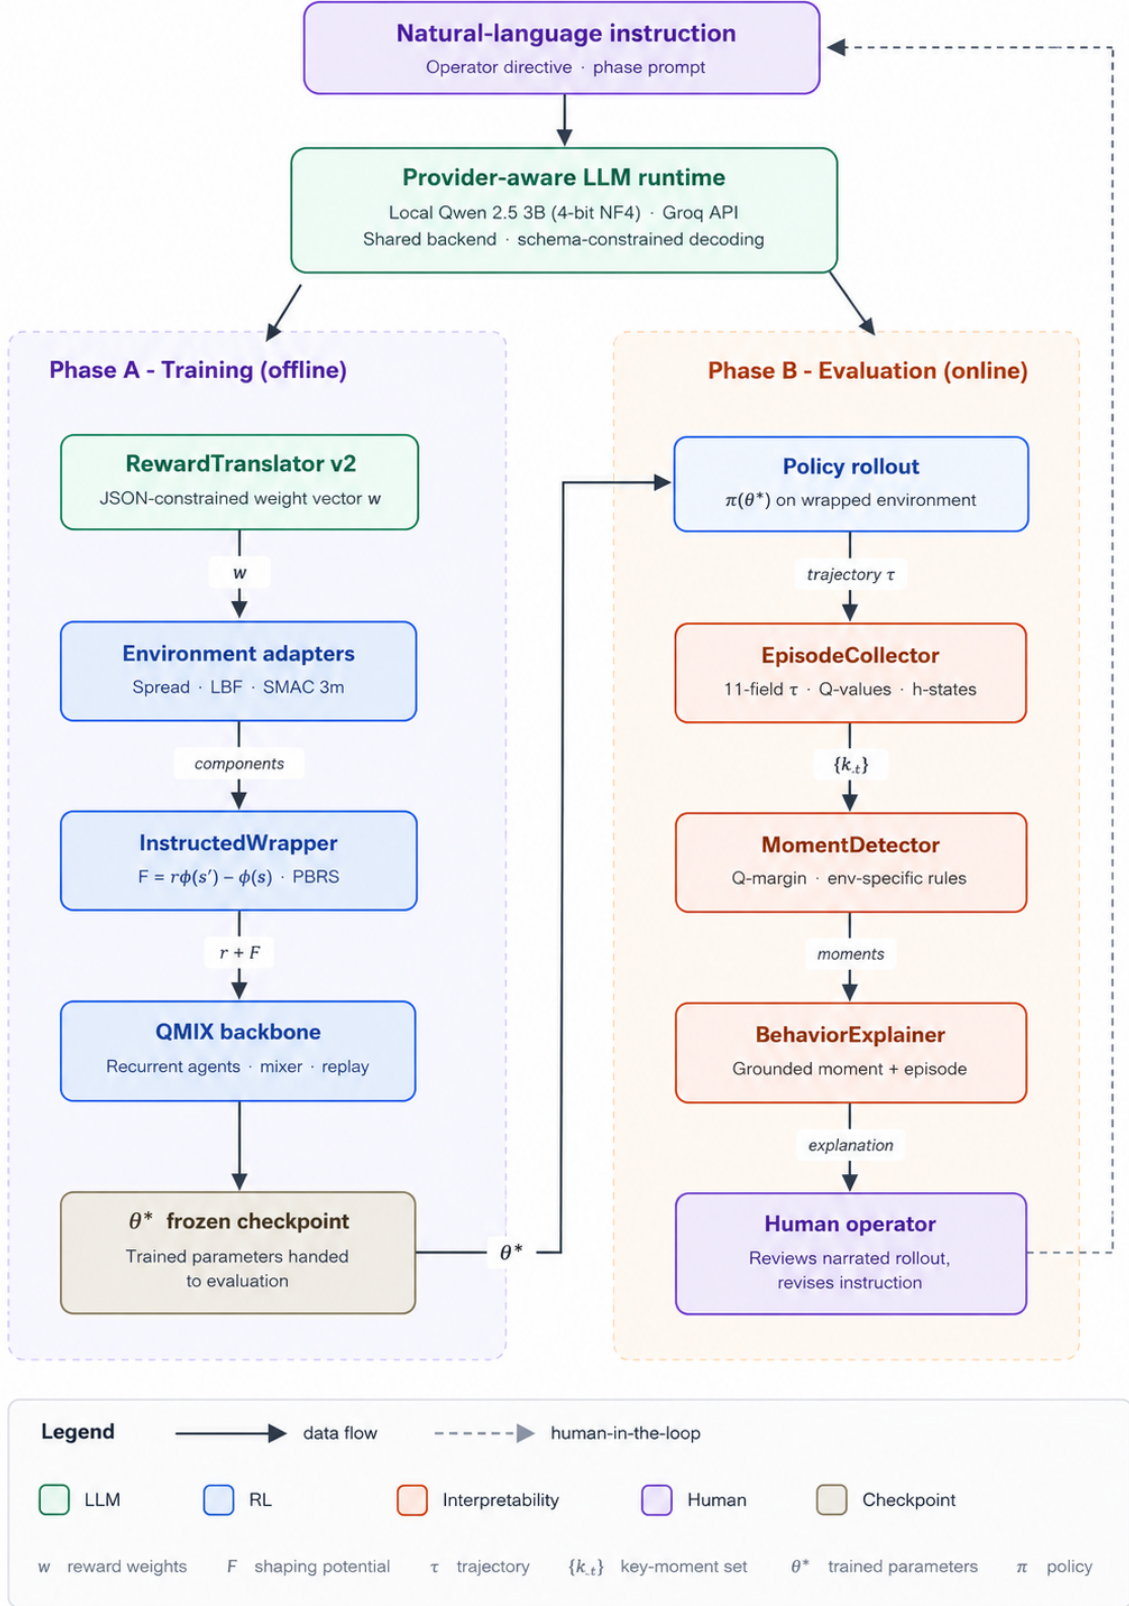 Natural-language instruction
Operator directive · phase prompt
Provider-aware LLM runtime
Local Qwen 2.5 3B (4-bit NF4) · Groq API
Shared backend · schema-constrained decoding
Phase A - Training (offline)
RewardTranslator v2
JSON-constrained weight vector w
w
Environment adapters
Spread · LBF · SMAC 3m
components
InstructedWrapper
F = rϕ(s′) − ϕ(s) · PBRS
r + F
QMIX backbone
Recurrent agents · mixer · replay
θ* frozen checkpoint
Trained parameters handed
to evaluation
θ*
Phase B - Evaluation (online)
Policy rollout
π(θ*) on wrapped environment
trajectory τ
EpisodeCollector
11-field τ · Q-values · h-states
{k.t}
MomentDetector
Q-margin · env-specific rules
moments
BehaviorExplainer
Grounded moment + episode
explanation
Human operator
Reviews narrated rollout,
revises instruction
Legend
data flow
human-in-the-loop
LLM
RL
Interpretability
Human
Checkpoint
w reward weights
F shaping potential
τ trajectory
{k.t} key-moment set
θ* trained parameters
π policy